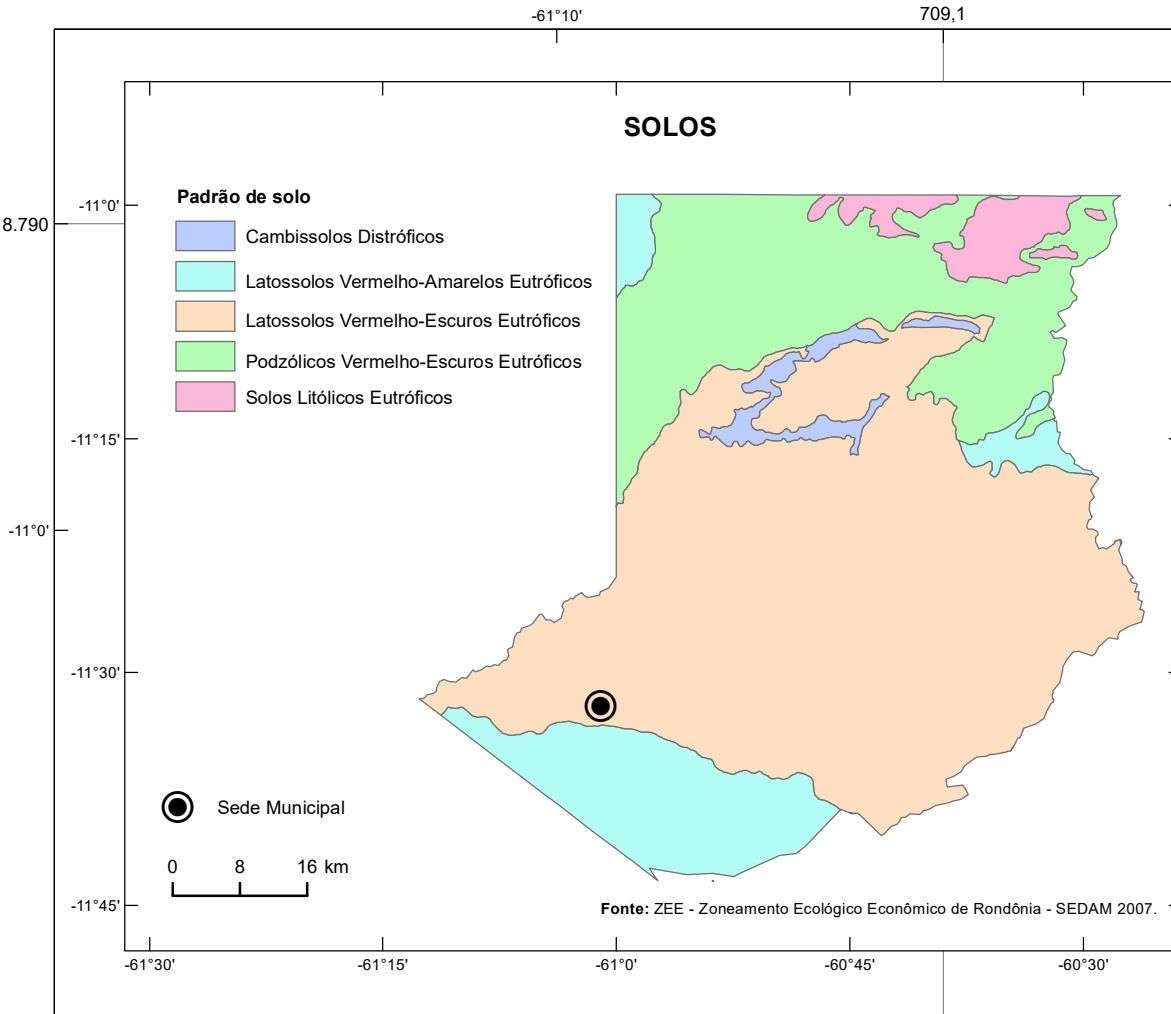 -61°10'
709,1
SOLOS
Padrão de solo
-11°0'
8.790
Cambissolos Distróficos
Latossolos Vermelho-Amarelos Eutróficos
Latossolos Vermelho-Escuros Eutróficos
Podzólicos Vermelho-Escuros Eutróficos
Solos Litólicos Eutróficos
-11°15'
-11°0'
-11°30'
Sede Municipal
0 8 16 km
-11°45'
Fonte: ZEE - Zoneamento Ecológico Econômico de Rondônia - SEDAM 2007.
-61°30' -61°15' -61°0' -60°45' -60°30'